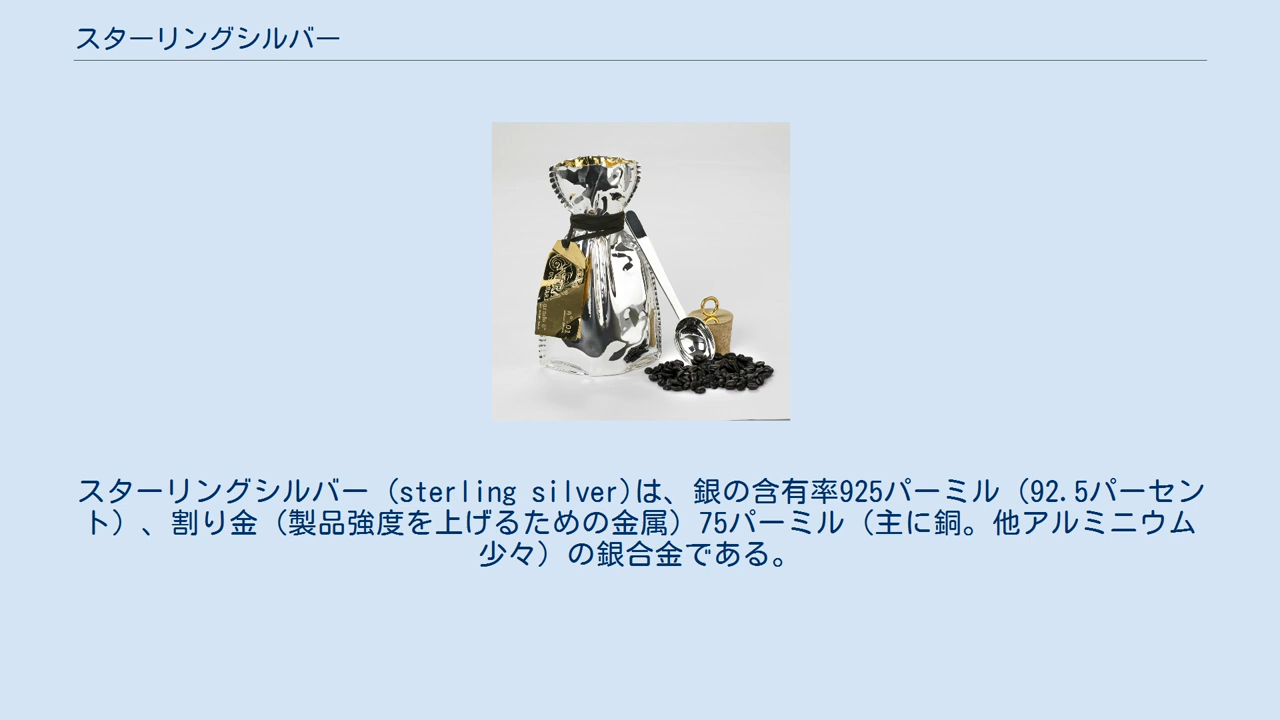 スターリングシルバー
スターリングシルバー（sterling silver)は、銀の含有率925パーミル（92.5パーセン
ト）、割り金（製品強度を上げるための金属）75パーミル（主に銅。他アルミニウム
少々）の銀合金である。